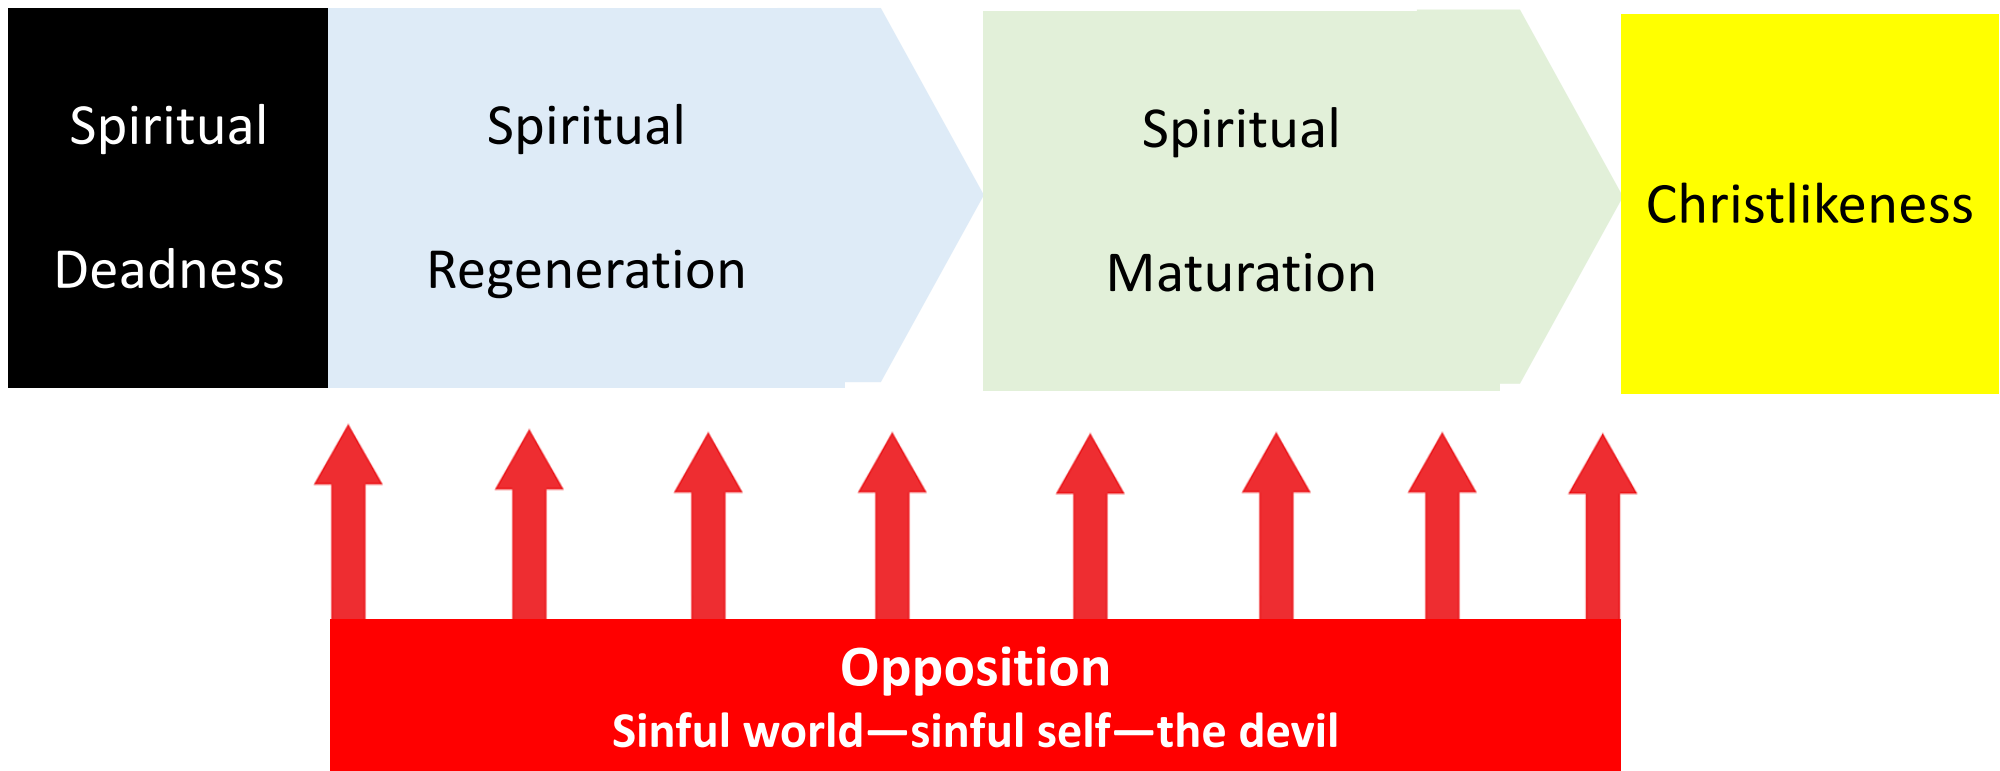 Spiritual
Deadness
Spiritual
Regeneration
Spiritual
Maturation
Christlikeness
Opposition
Sinful world—sinful self—the devil